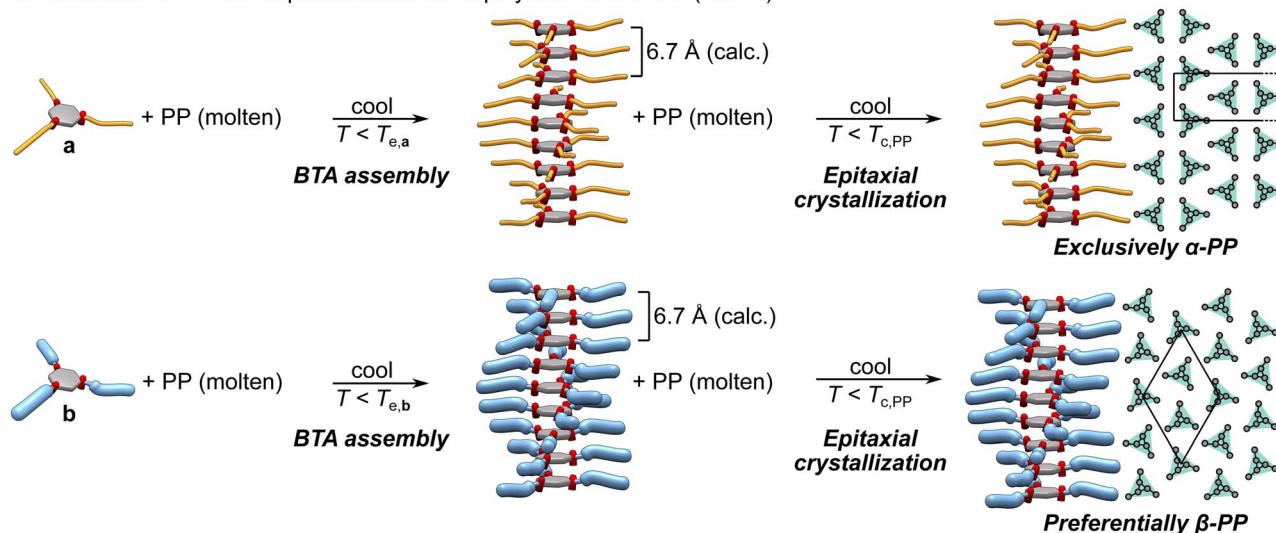 + PP (molten)
cool
T < Te,a
BTA assembly
6.7 Å (calc.)
+ PP (molten)
cool
T < Tc,PP
Epitaxial
crystallization
a
Exclusively α-PP
+ PP (molten)
cool
T < Te,b
BTA assembly
6.7 Å (calc.)
+ PP (molten)
cool
T < Tc,PP
Epitaxial
crystallization
b
Preferentially β-PP